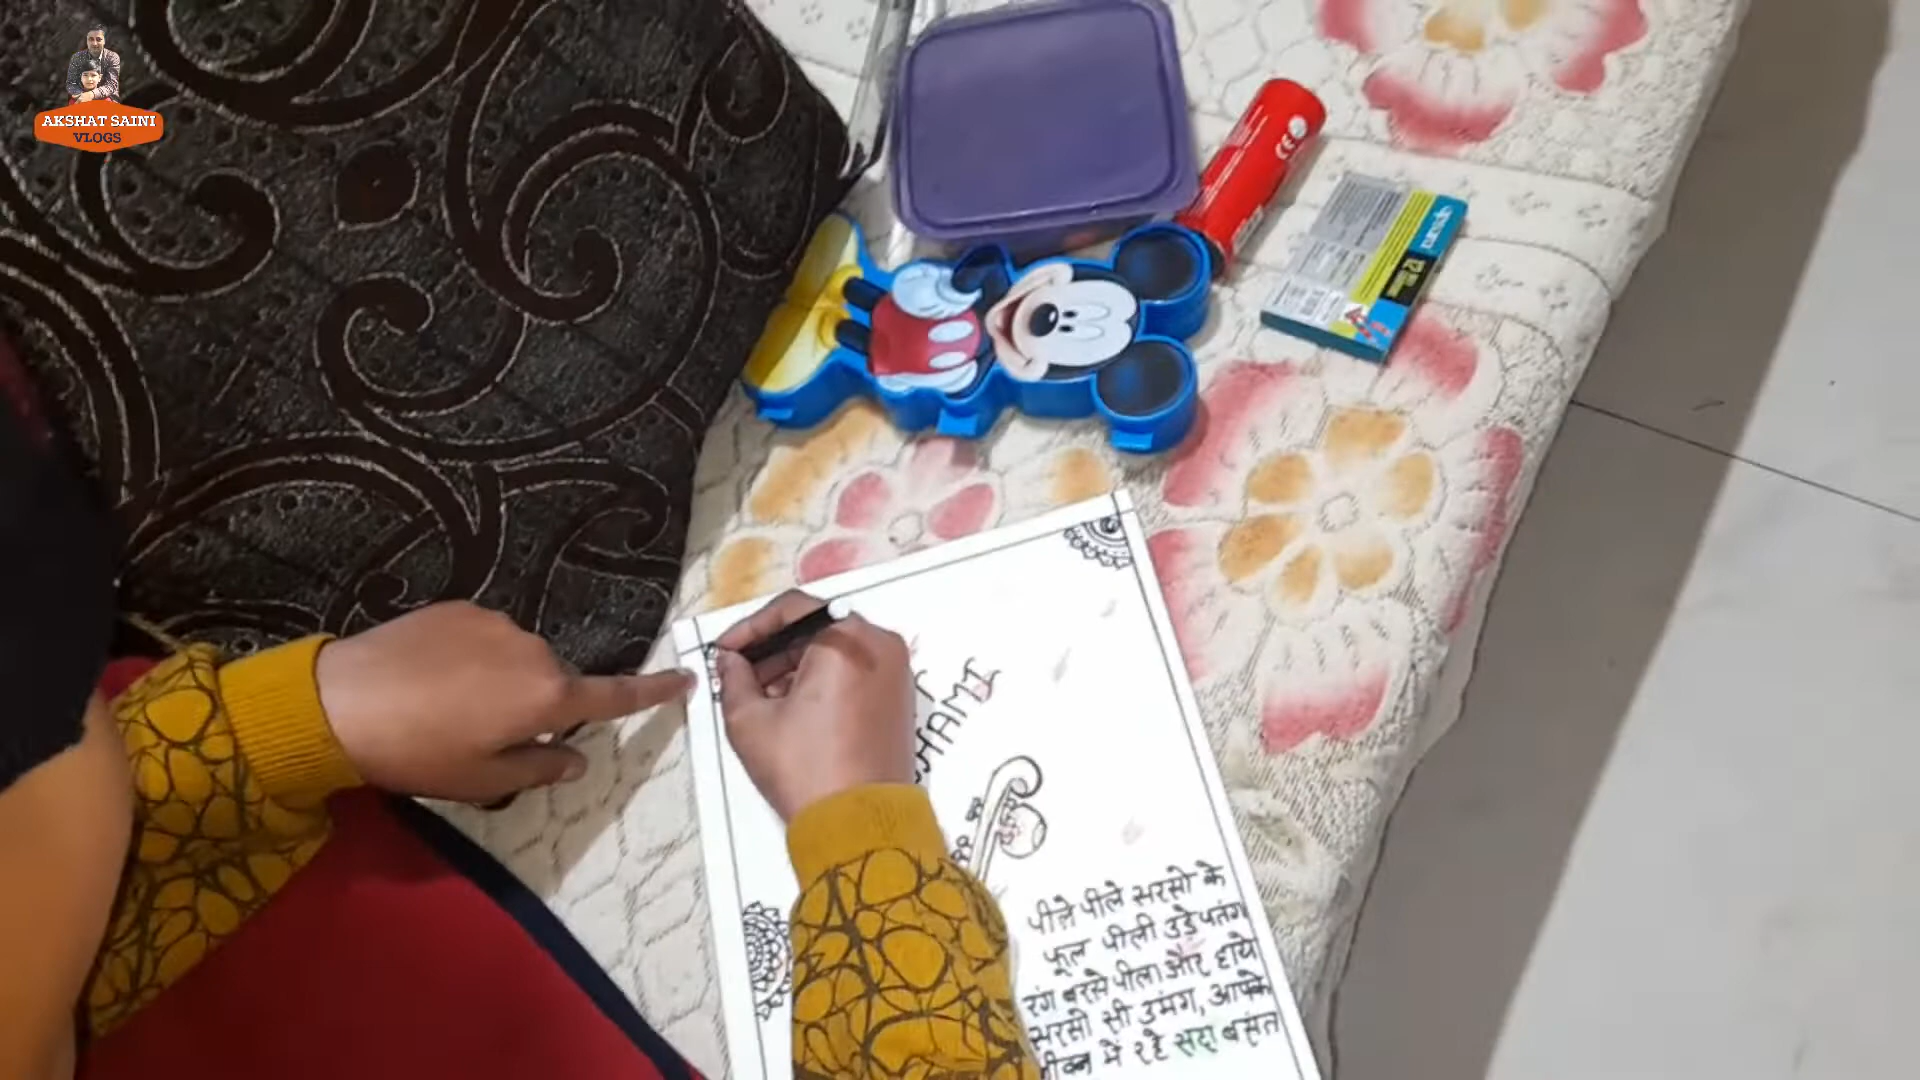 AKSHAT SAINI
VLOGS
HAMI
पीले पीले सरसो के
फूल पीली उड़े पतंग
रंग बरसे पीला और छाये
सरसो सी उमंग, आपके
जीवन में रहे सदा बसंत